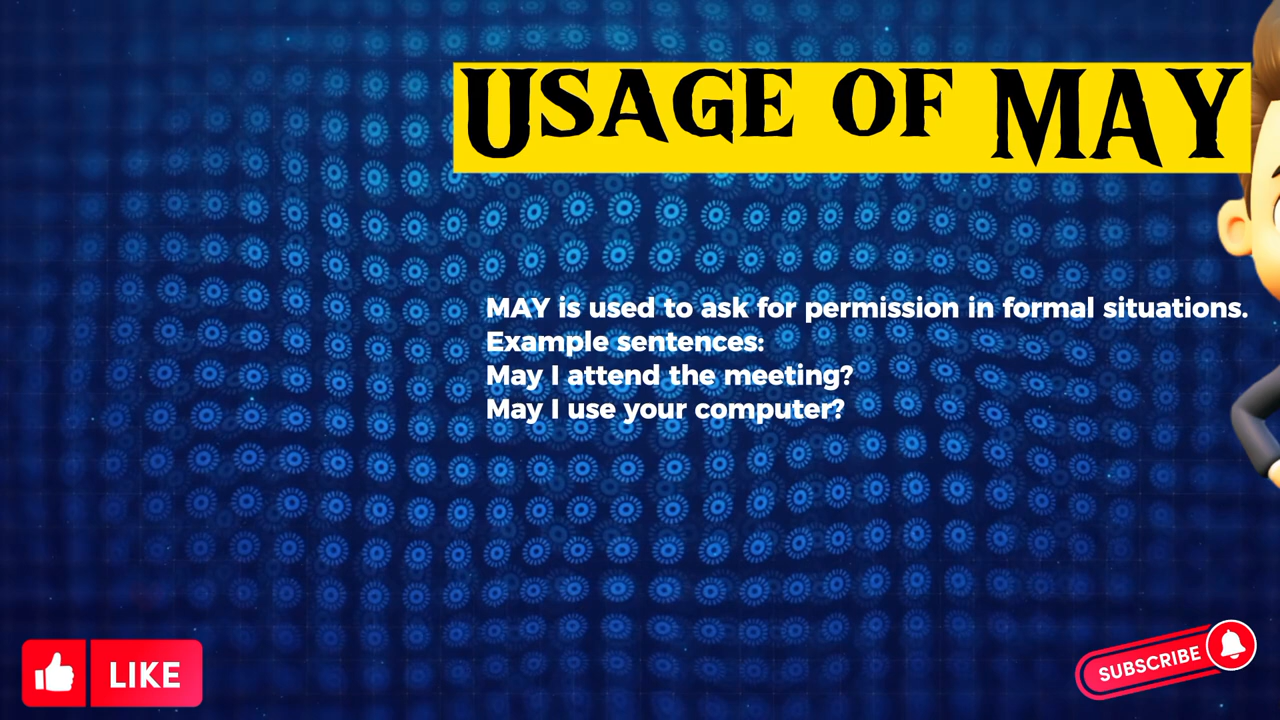 USAGE OF MAY
MAY is used to ask for permission in formal situations.
Example sentences:
May I attend the meeting?
May I use your computer?
LIKE
SUBSCRIBE